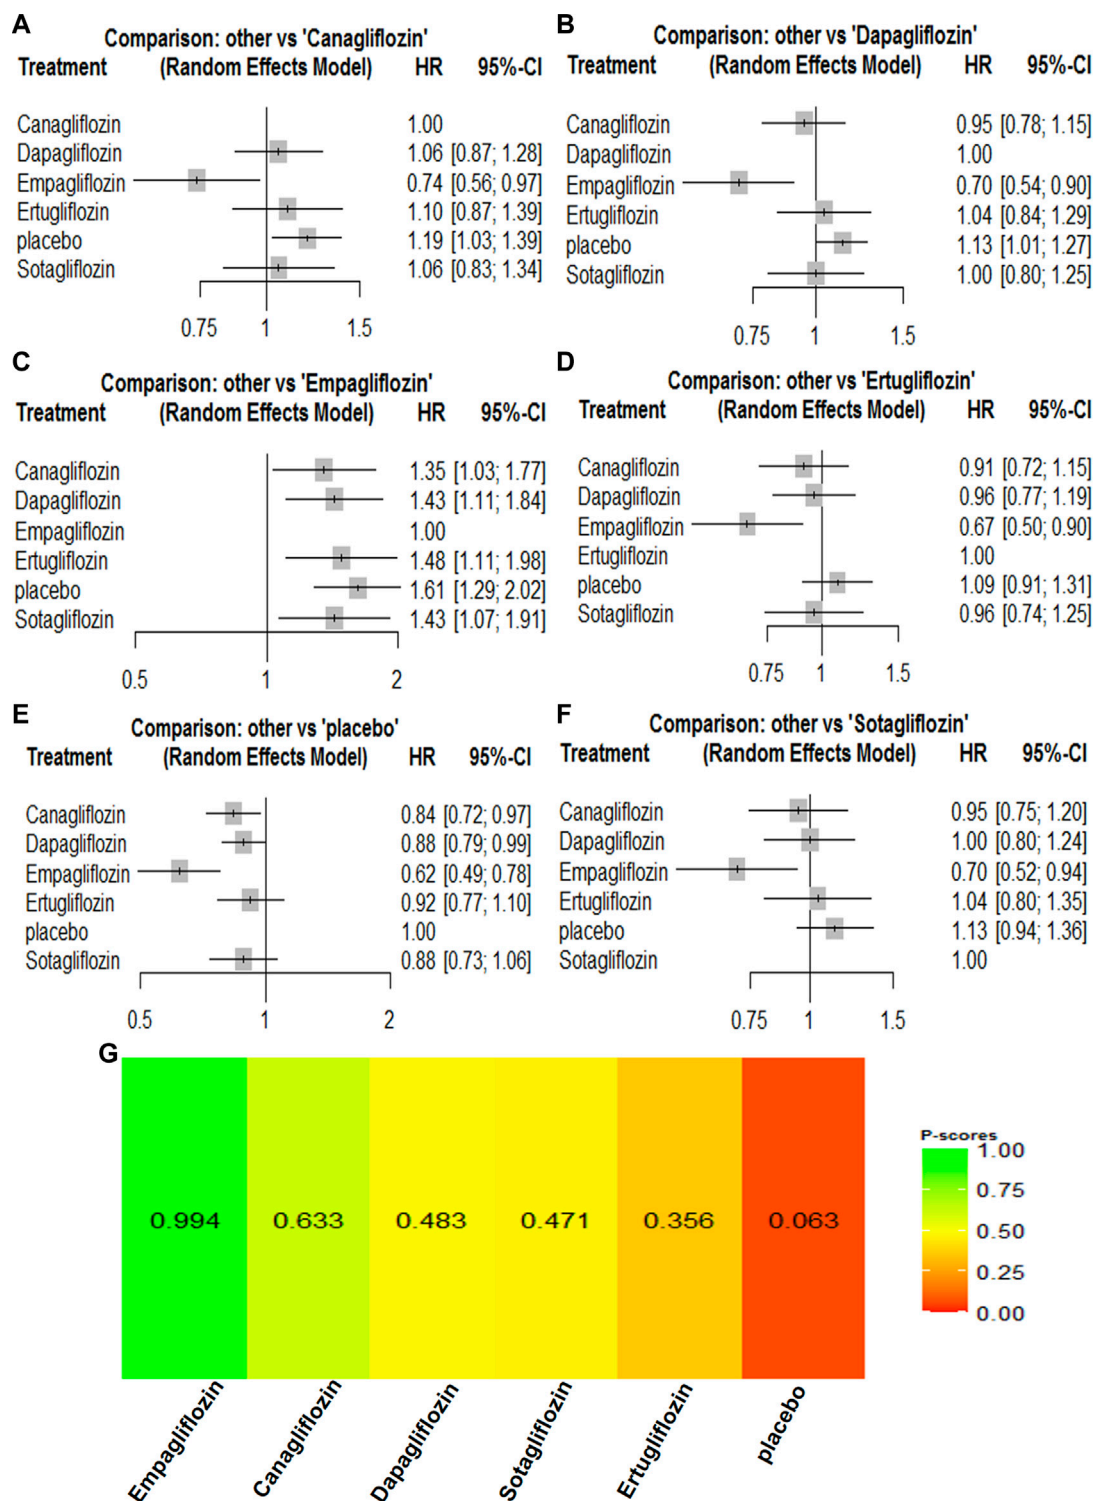 A
Comparison: other vs 'Canagliflozin'
Treatment (Random Effects Model) HR 95%-CI
Canagliflozin 1.00
Dapagliflozin 1.06 [0.87; 1.28]
Empagliflozin 0.74 [0.56; 0.97]
Ertugliflozin 1.10 [0.87; 1.39]
placebo 1.19 [1.03; 1.39]
Sotagliflozin 1.06 [0.83; 1.34]
0.75 1 1.5
B
Comparison: other vs 'Dapagliflozin'
Treatment (Random Effects Model) HR 95%-CI
Canagliflozin 0.95 [0.78; 1.15]
Dapagliflozin 1.00
Empagliflozin 0.70 [0.54; 0.90]
Ertugliflozin 1.04 [0.84; 1.29]
placebo 1.13 [1.01; 1.27]
Sotagliflozin 1.00 [0.80; 1.25]
0.75 1 1.5
C
Comparison: other vs 'Empagliflozin'
Treatment (Random Effects Model) HR 95%-CI
Canagliflozin 1.35 [1.03; 1.77]
Dapagliflozin 1.43 [1.11; 1.84]
Empagliflozin 1.00
Ertugliflozin 1.48 [1.11; 1.98]
placebo 1.61 [1.29; 2.02]
Sotagliflozin 1.43 [1.07; 1.91]
0.5 1 2
D
Comparison: other vs 'Ertugliflozin'
Treatment (Random Effects Model) HR 95%-CI
Canagliflozin 0.91 [0.72; 1.15]
Dapagliflozin 0.96 [0.77; 1.19]
Empagliflozin 0.67 [0.50; 0.90]
Ertugliflozin 1.00
placebo 1.09 [0.91; 1.31]
Sotagliflozin 0.96 [0.74; 1.25]
0.75 1 1.5
E
Comparison: other vs 'placebo'
Treatment (Random Effects Model) HR 95%-CI
Canagliflozin 0.84 [0.72; 0.97]
Dapagliflozin 0.88 [0.79; 0.99]
Empagliflozin 0.62 [0.49; 0.78]
Ertugliflozin 0.92 [0.77; 1.10]
placebo 1.00
Sotagliflozin 0.88 [0.73; 1.06]
0.5 1 2
F
Comparison: other vs 'Sotagliflozin'
Treatment (Random Effects Model) HR 95%-CI
Canagliflozin 0.95 [0.75; 1.20]
Dapagliflozin 1.00 [0.80; 1.24]
Empagliflozin 0.70 [0.52; 0.94]
Ertugliflozin 1.04 [0.80; 1.35]
placebo 1.13 [0.94; 1.36]
Sotagliflozin 1.00
0.75 1 1.5
G
0.994 0.633 0.483 0.471 0.356 0.063
Empagliflozin Canagliflozin Dapagliflozin Sotagliflozin Ertugliflozin placebo
P-scores
1.00
0.75
0.50
0.25
0.00